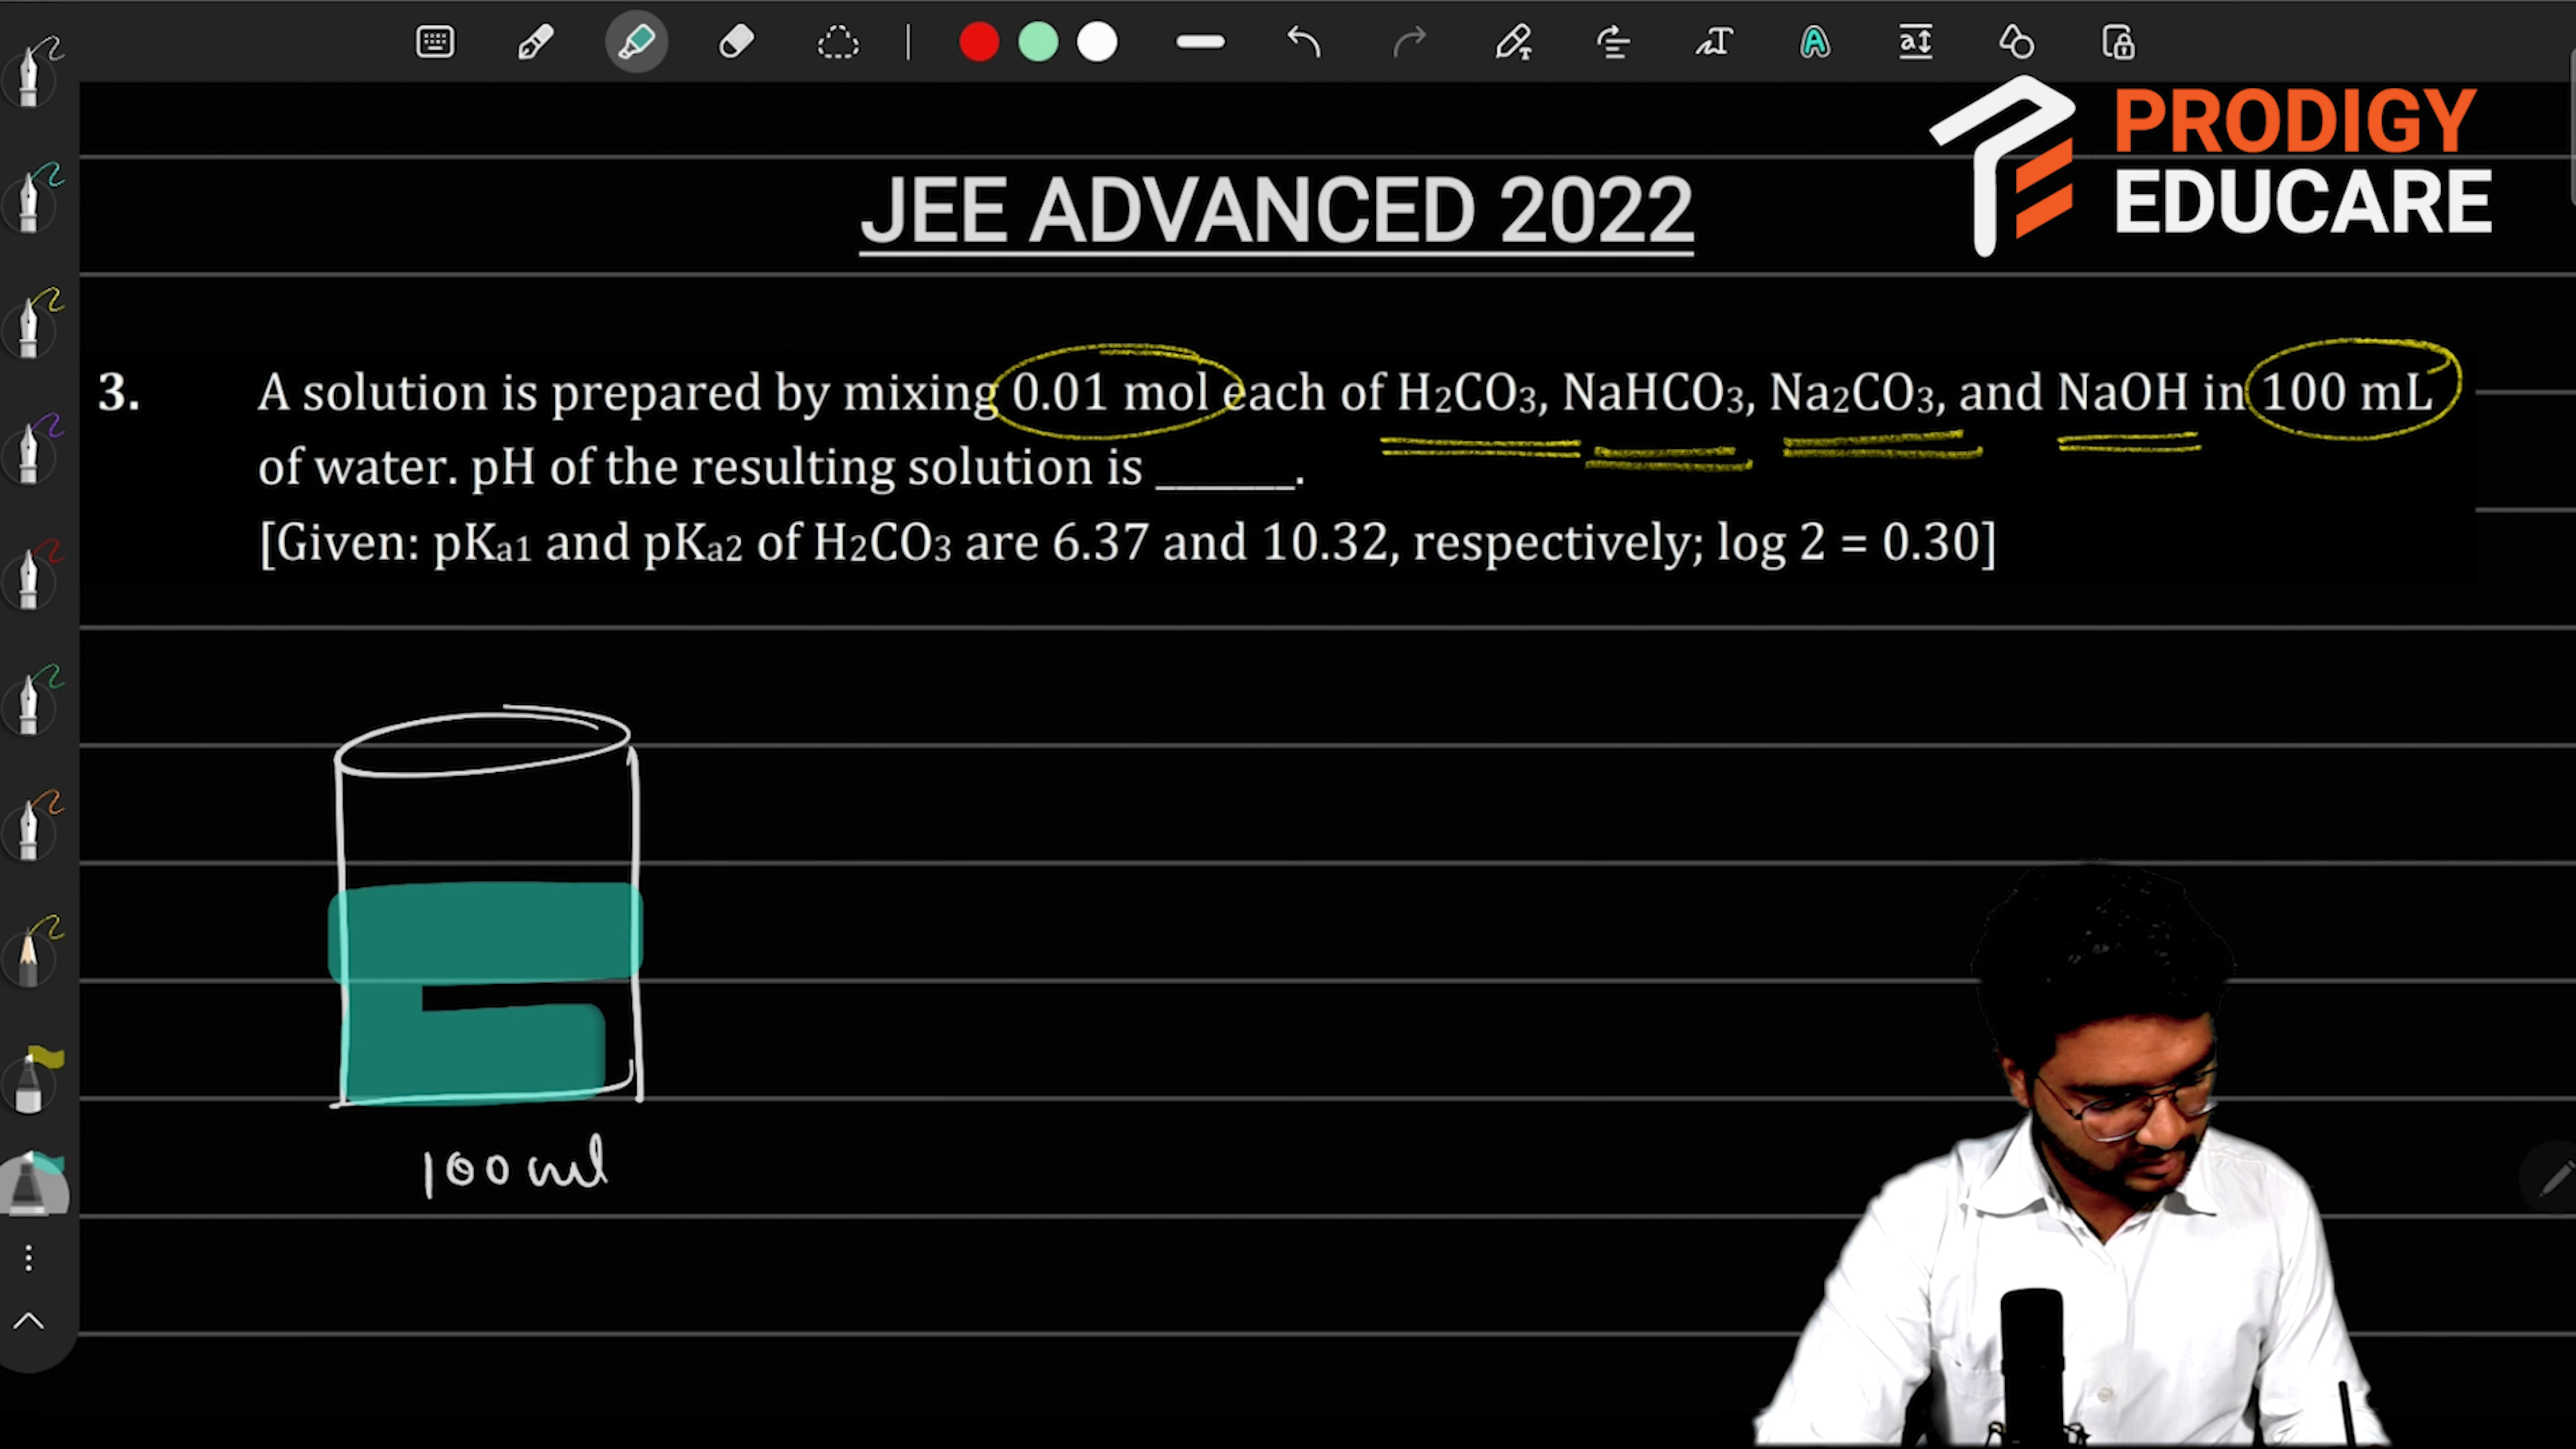 PRODIGY
EDUCARE
JEE ADVANCED 2022
3. A solution is prepared by mixing 0.01 mol each of H₂CO₃, NaHCO₃, Na₂CO₃, and NaOH in 100 mL
of water. pH of the resulting solution is ______.
[Given: pKₐ₁ and pKₐ₂ of H₂CO₃ are 6.37 and 10.32, respectively; log 2 = 0.30]
100 ml